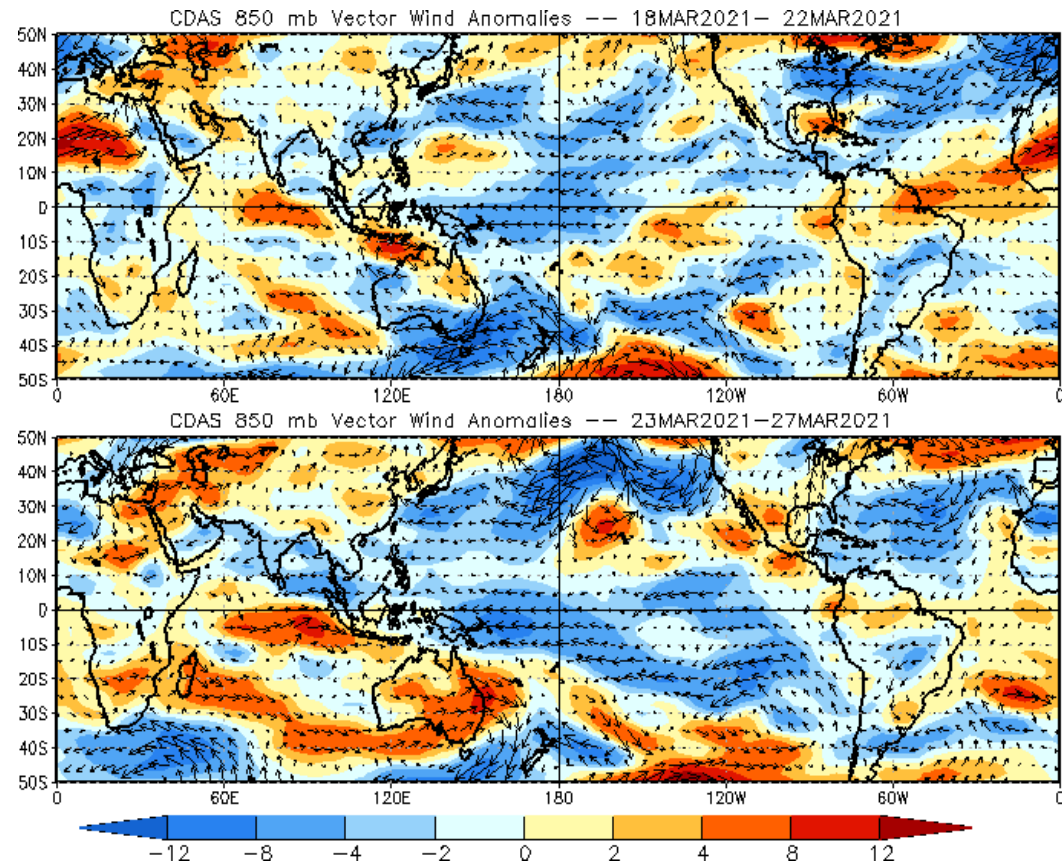 CDAS 850 mb Vector Wind Anomalies -- 18MAR2021- 22MAR2021
50N
40N
30N
20N
10N
0
10S
20S
30S
40S
50S
0 60E 120E 180 120W 60W 0
CDAS 850 mb Vector Wind Anomalies -- 23MAR2021-27MAR2021
50N
40N
30N
20N
10N
0
10S
20S
30S
40S
50S
0 60E 120E 180 120W 60W 0
-12 -8 -4 -2 0 2 4 8 12